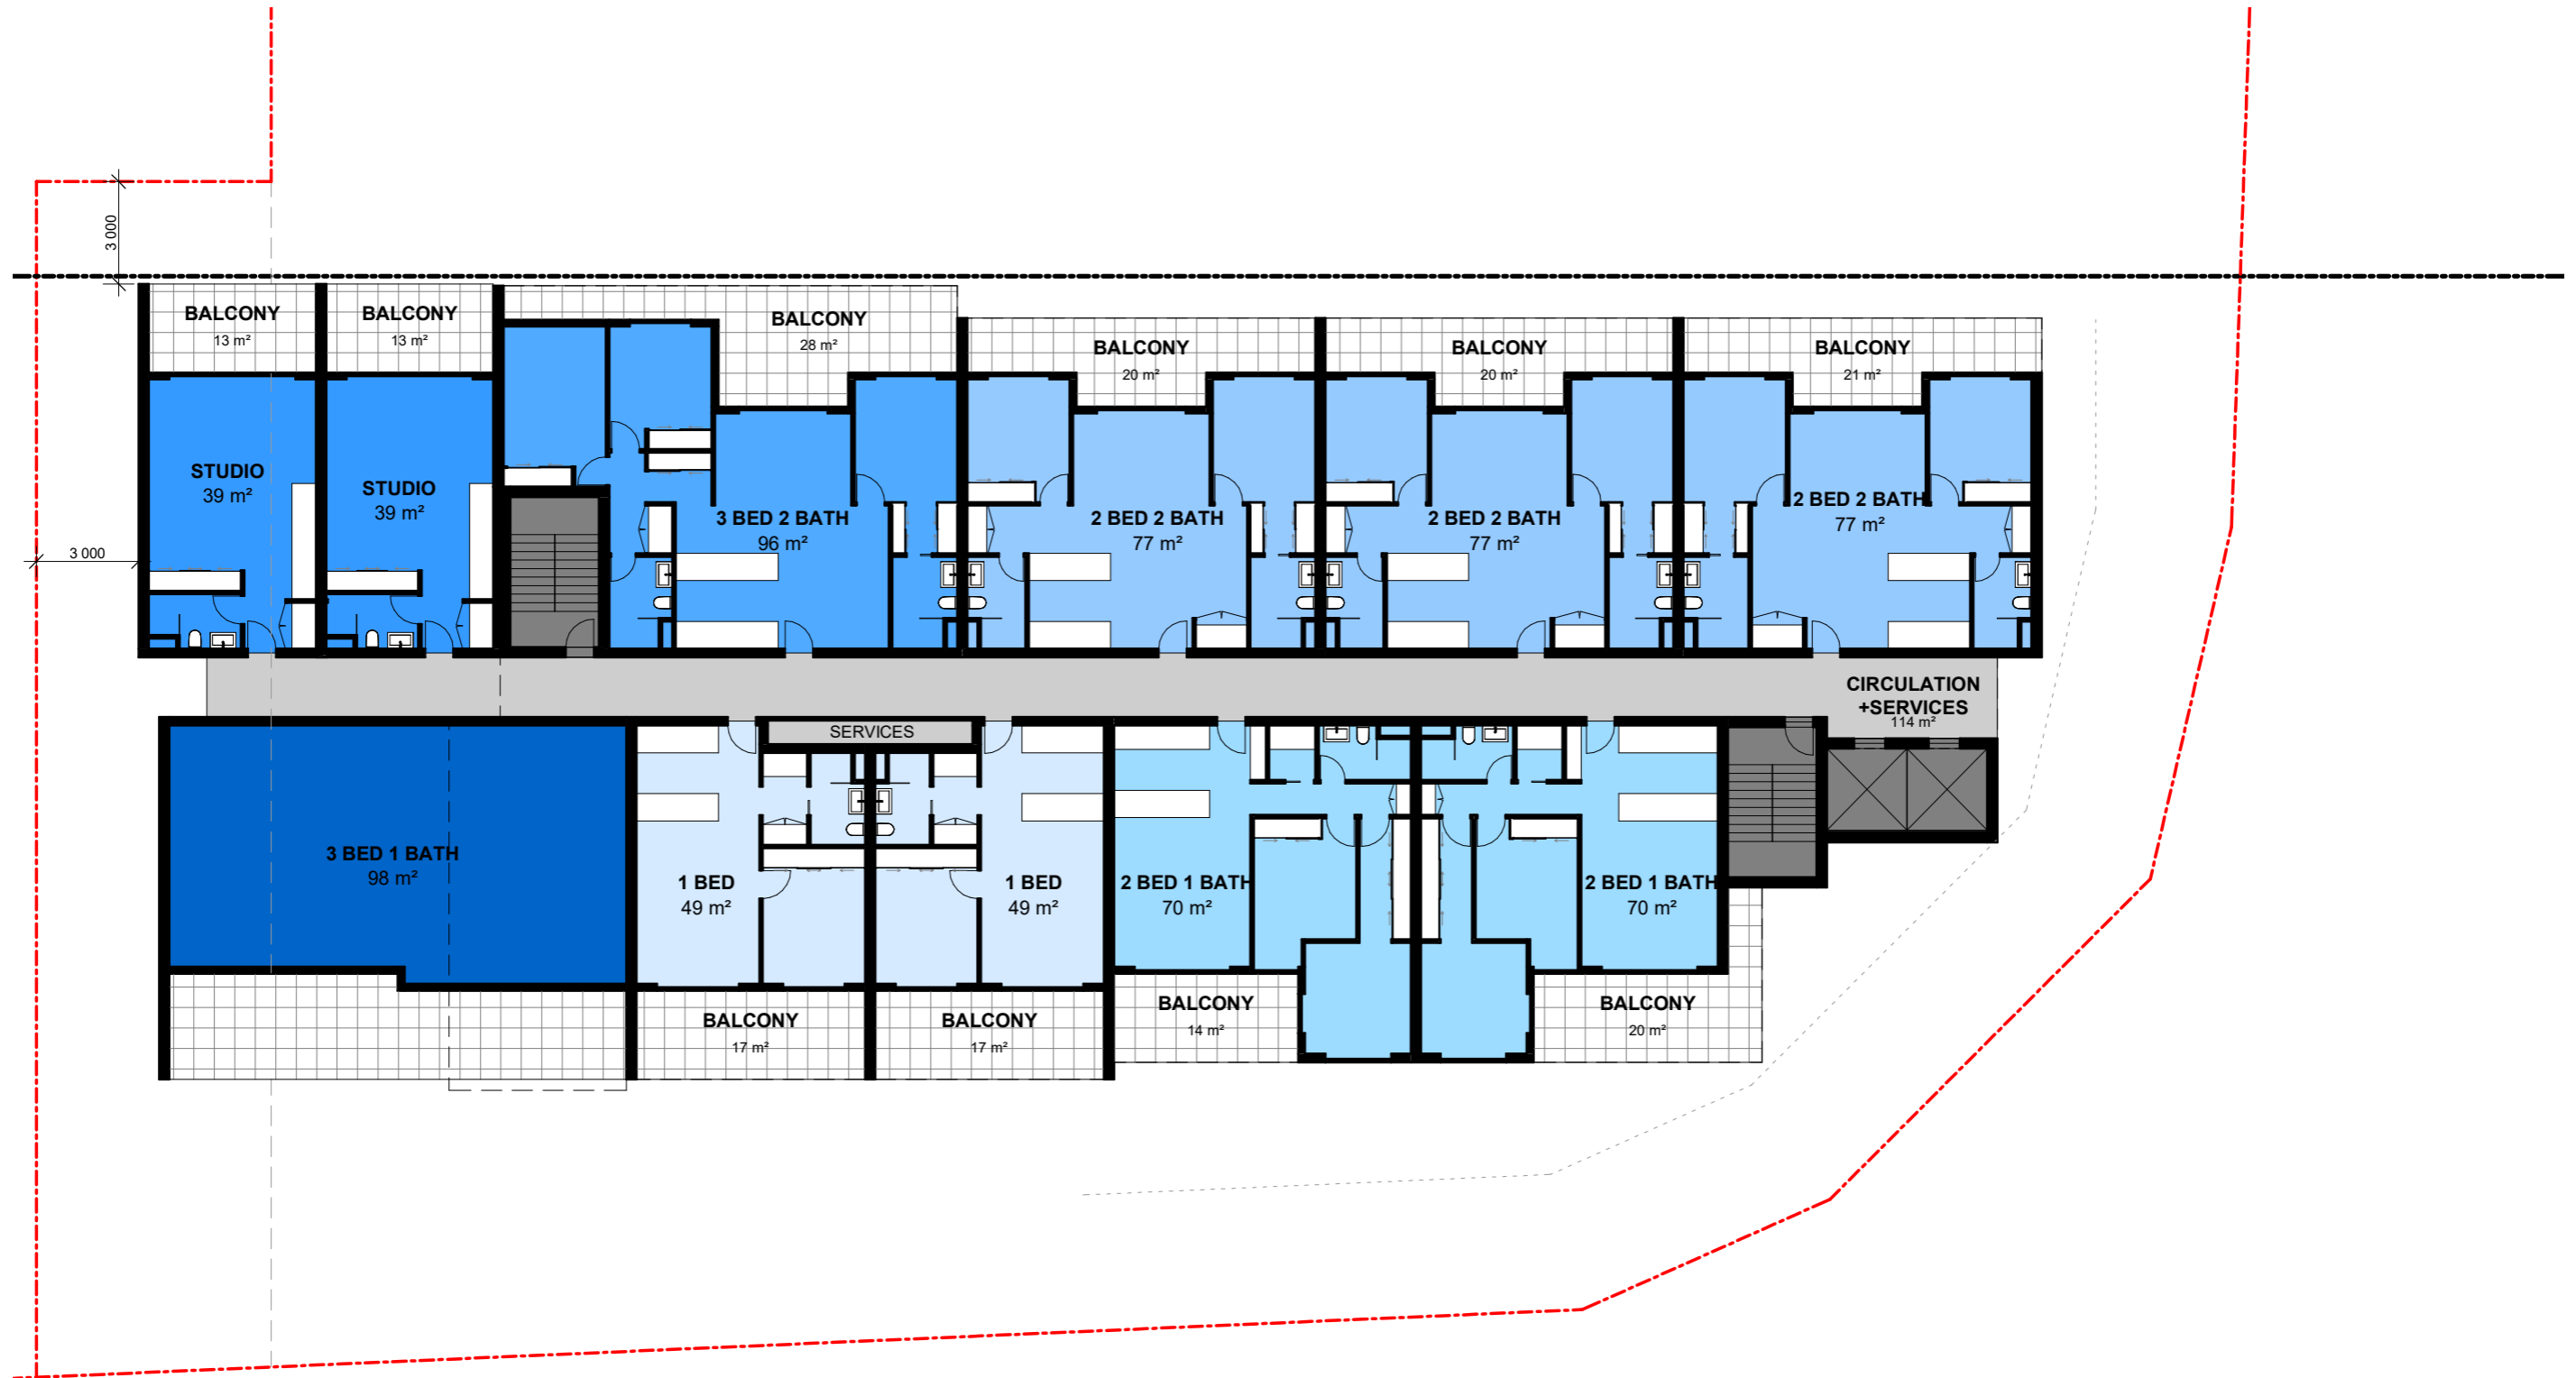 3 000
BALCONY
13 m²
BALCONY
13 m²
BALCONY
28 m²
BALCONY
20 m²
BALCONY
20 m²
BALCONY
21 m²
STUDIO
39 m²
STUDIO
39 m²
3 BED 2 BATH
96 m²
2 BED 2 BATH
77 m²
2 BED 2 BATH
77 m²
2 BED 2 BATH
77 m²
3 000
CIRCULATION
+SERVICES
114 m²
SERVICES
3 BED 1 BATH
98 m²
1 BED
49 m²
1 BED
49 m²
2 BED 1 BATH
70 m²
2 BED 1 BATH
70 m²
BALCONY
17 m²
BALCONY
17 m²
BALCONY
14 m²
BALCONY
20 m²